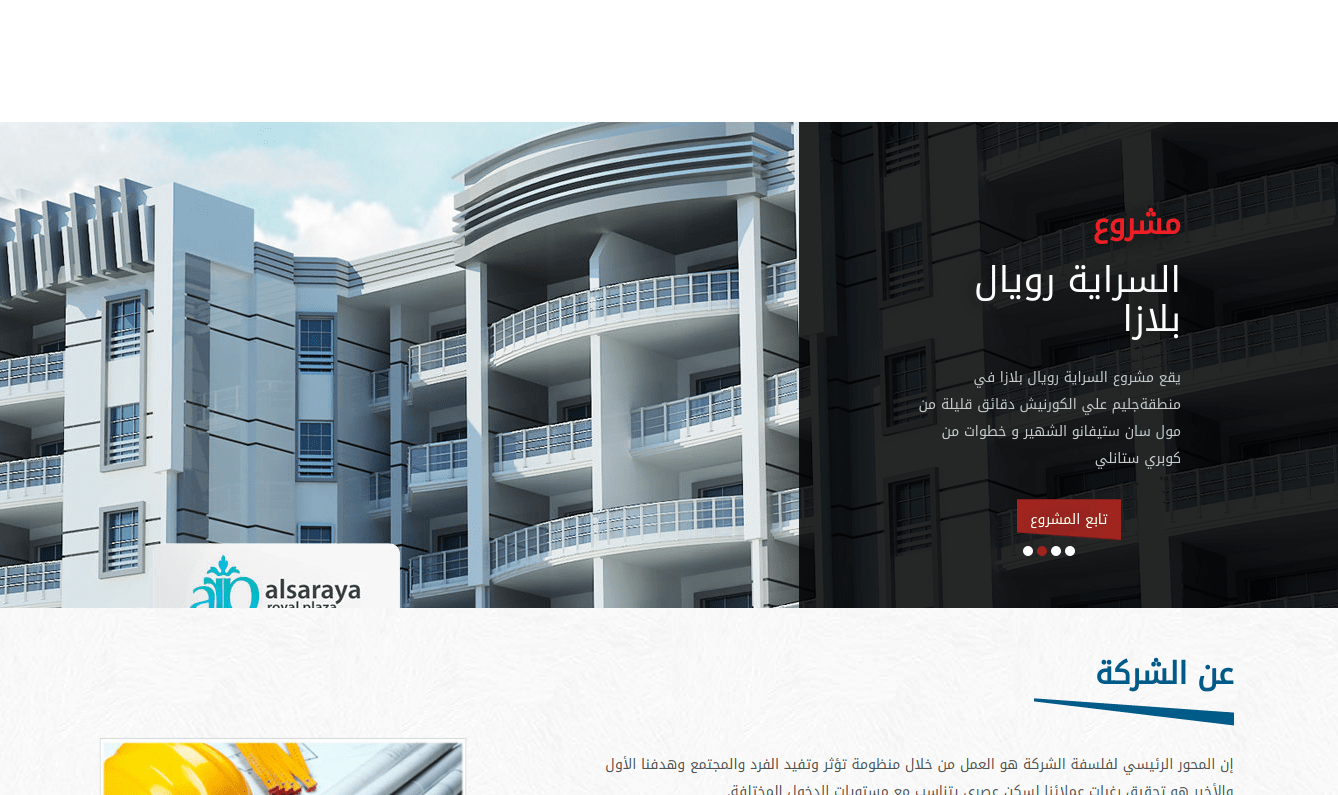 مشروع
السراية رويال
بلازا
يقع مشروع السراية رويال بلازا في
منطقةجليم علي الكورنيش دقائق قليلة من
مول سان ستيفانو الشهير و خطوات من
كوبري ستانلي
تابع المشروع
alsaraya
royal plaza
عن الشركة
إن المحور الرئيسي لفلسفة الشركة هو العمل من خلال منظومة تؤثر وتفيد الفرد والمجتمع وهدفنا الأول
والأخير هو تحقيق رغبات عملائنا لسكن عصري يتناسب مع مستويات الدخول المختلفة.